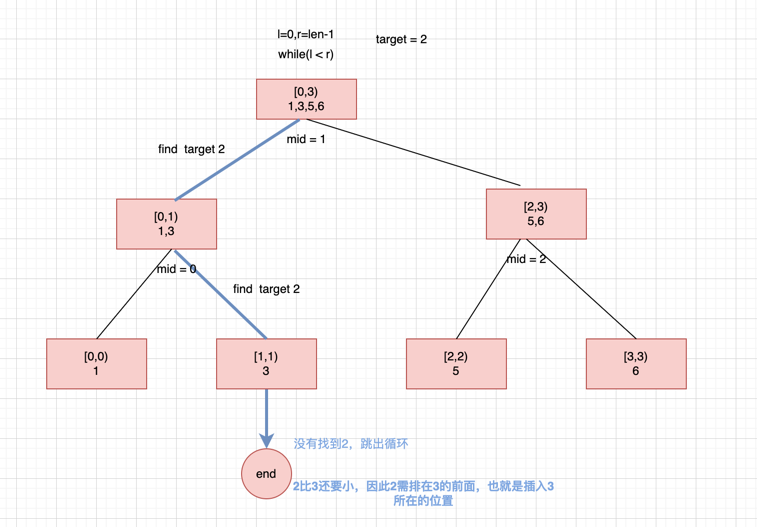 l=0,r=len-1
target = 2
while(l < r)
[0,3)
1,3,5,6
mid = 1
find target 2
[0,1)
1,3
[2,3)
5,6
mid = 0
mid = 2
find target 2
[0,0)
1
[1,1)
3
[2,2)
5
[3,3)
6
没有找到2，跳出循环
end
2比3还要小，因此2需排在3的前面，也就是插入3
所在的位置